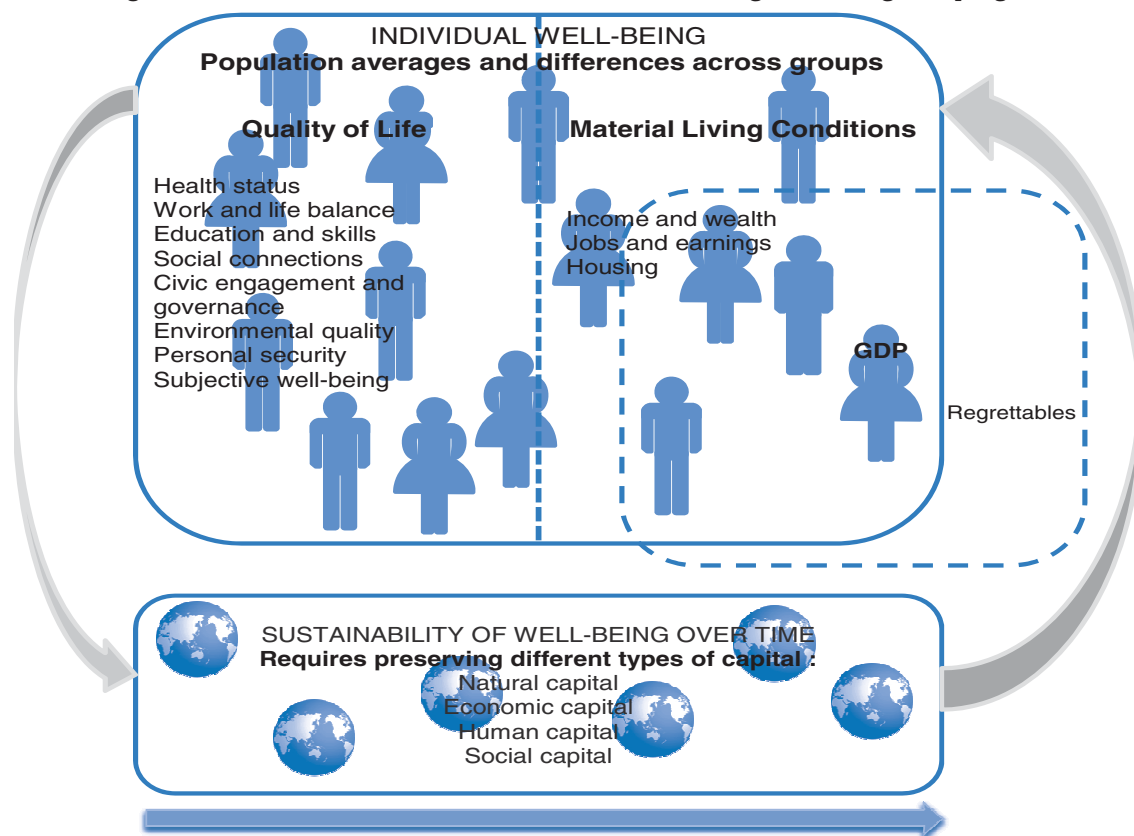 INDIVIDUAL WELL-BEING
Population averages and differences across groups
Quality of Life
Health status
Work and life balance
Education and skills
Social connections
Civic engagement and
governance
Environmental quality
Personal security
Subjective well-being
Material Living Conditions
Income and wealth
Jobs and earnings
Housing
GDP
Regrettables
SUSTAINABILITY OF WELL-BEING OVER TIME
Requires preserving different types of capital :
Natural capital
Economic capital
Human capital
Social capital